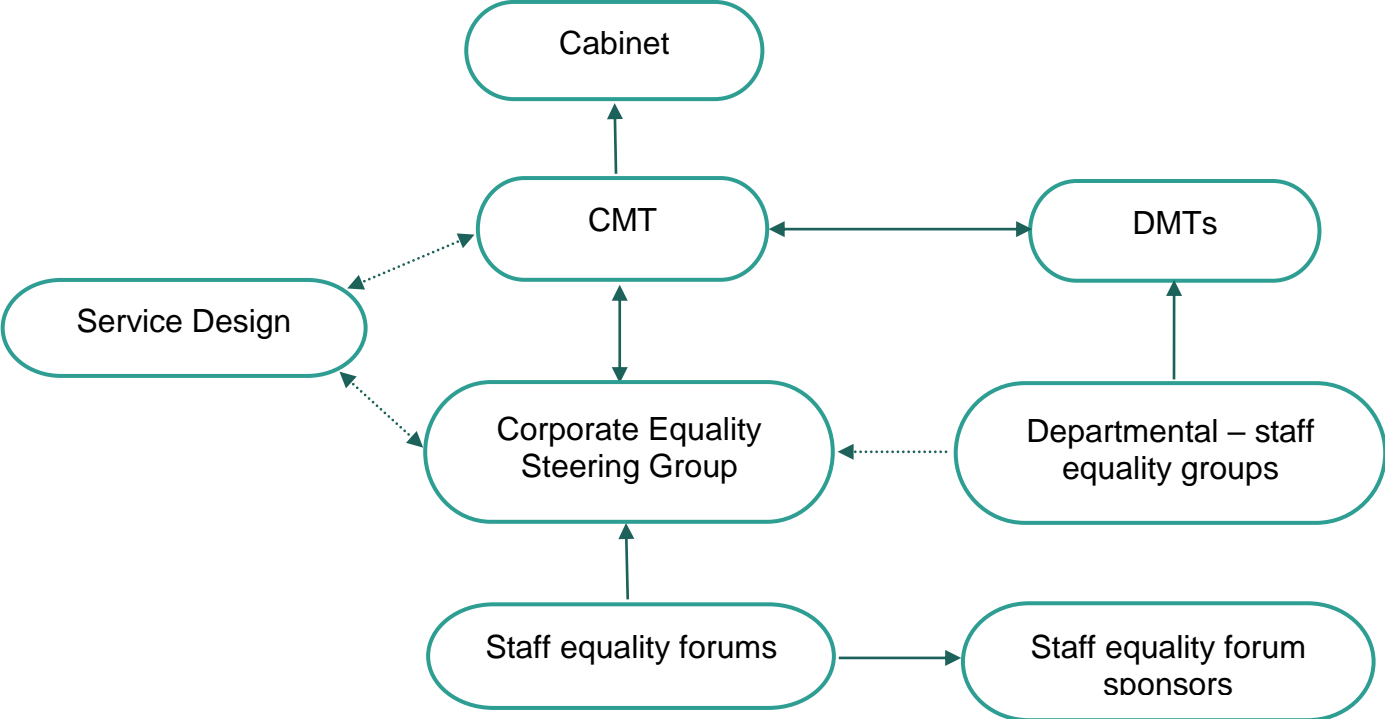 Cabinet
CMT
DMTs
Service Design
Corporate Equality
Steering Group
Departmental – staff
equality groups
Staff equality forums
Staff equality forum
sponsors